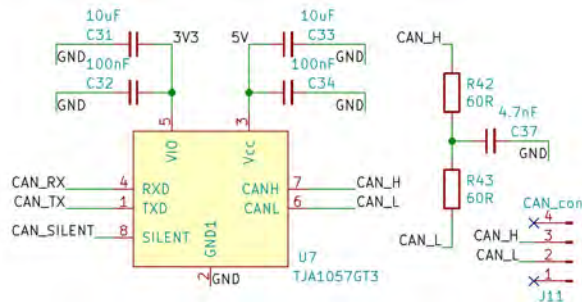 10uF
C31
GND
3V3
100nF
C32
GND
10uF
5V
C33
GND
100nF
C34
GND
5
VIO
3
Vcc
CAN_RX
4
RXD
CAN_TX
1
TXD
CAN_SILENT
8
SILENT
CANH
7
CAN_H
CANL
6
CAN_L
GND1
2
GND
U7
TJA1057GT3
CAN_H
R42
60R
4.7nF
C37
GND
R43
60R
CAN_L
CAN_con
4
CAN_H
3
CAN_L
2
1
J11